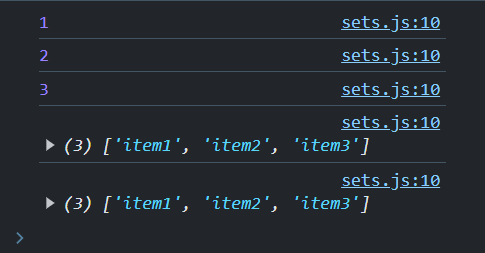 1 sets.js:10
2 sets.js:10
3 sets.js:10
sets.js:10
(3) ['item1', 'item2', 'item3']
sets.js:10
(3) ['item1', 'item2', 'item3']